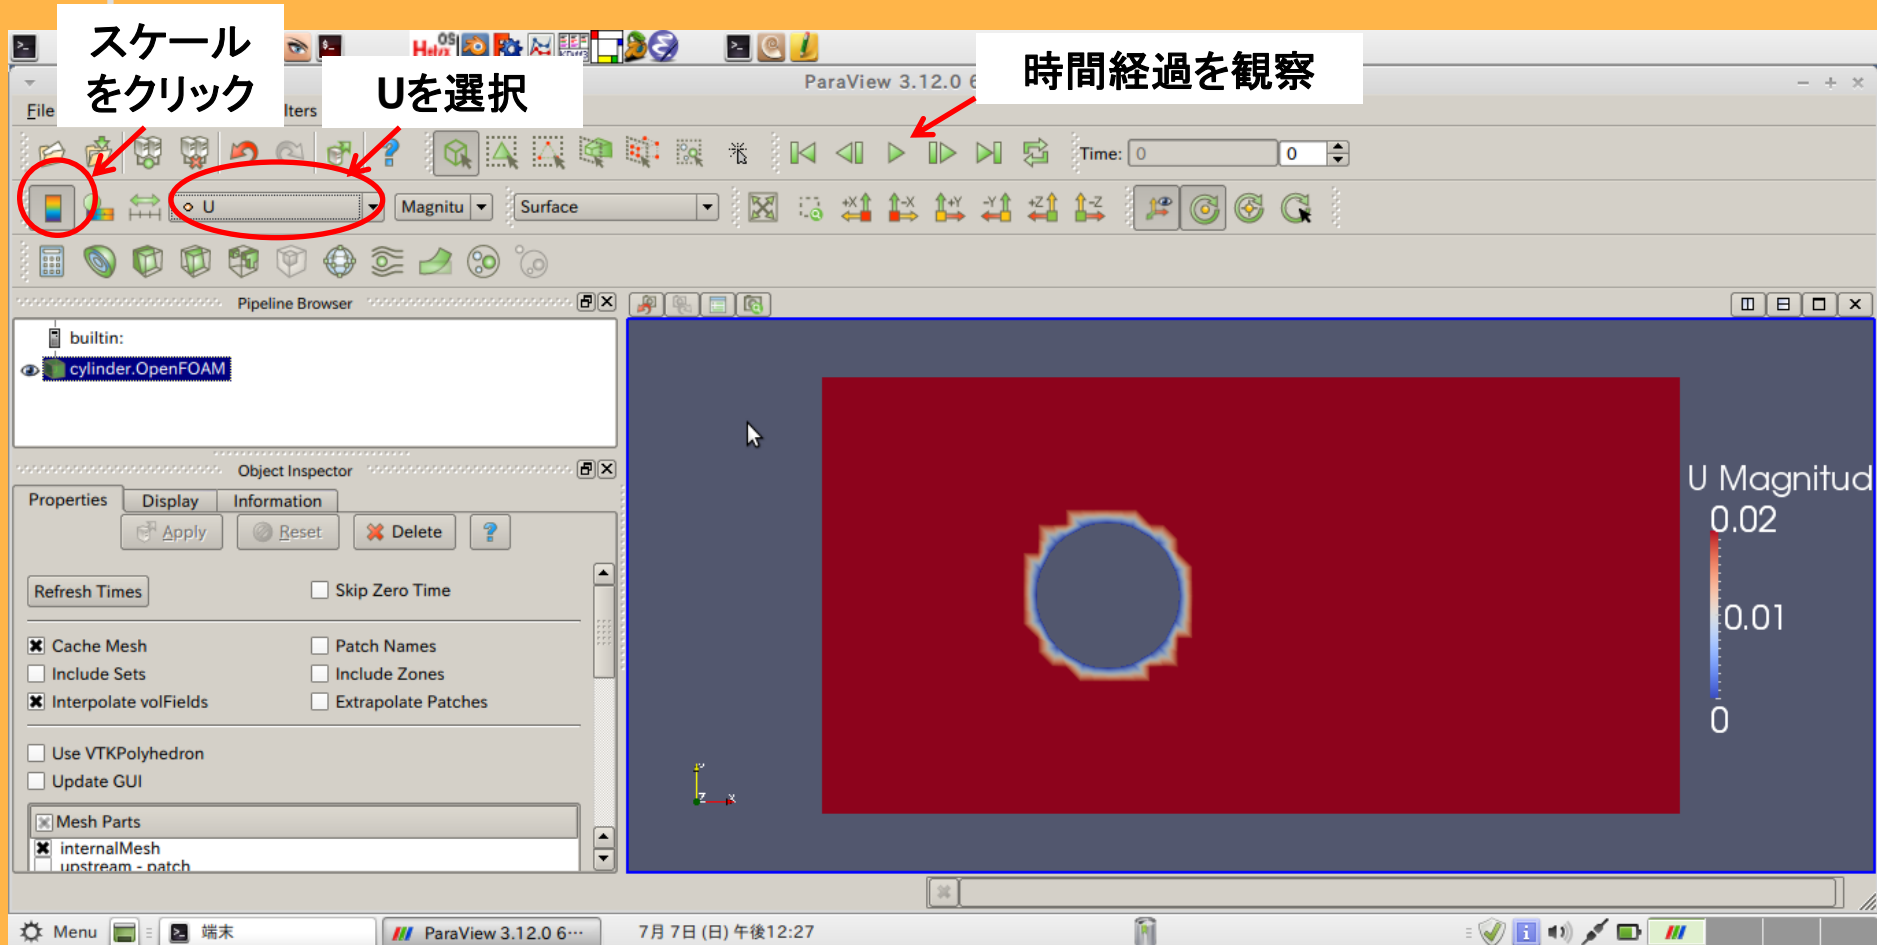 スケール
をクリック
Uを選択
時間経過を観察
HelixOS
ParaView 3.12.0 6
File
lters
Time: 0
0
U
Magnitu
Surface
Pipeline Browser
builtin:
cylinder.OpenFOAM
Object Inspector
Properties Display Information
Apply Reset Delete ?
Refresh Times
Skip Zero Time
Cache Mesh
Patch Names
Include Sets
Include Zones
Interpolate volFields
Extrapolate Patches
Use VTKPolyhedron
Update GUI
Mesh Parts
internalMesh
upstream - patch
U Magnitud
0.02
0.01
0
Z X
Menu
端末
ParaView 3.12.0 6…
7月 7日 (日) 午後12:27